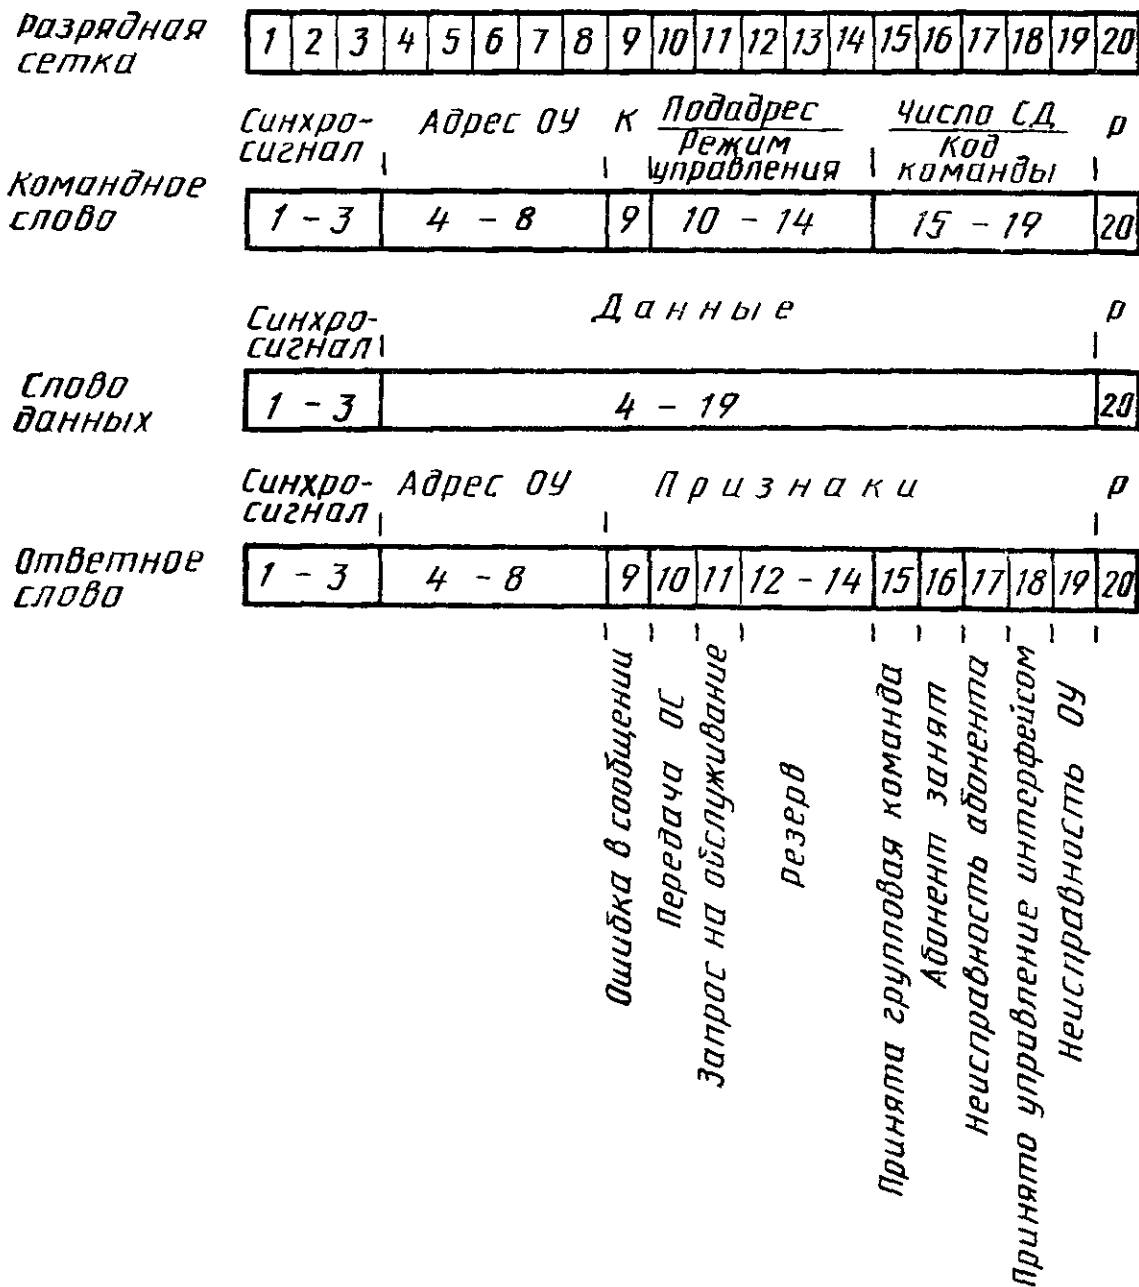 Разрядная
сетка
1 2 3 4 5 6 7 8 9 10 11 12 13 14 15 16 17 18 19 20
Синхро-
сигнал
Адрес ОУ
К
Подадрес
Режим
управления
Число СД
Код
команды
Р
Командное
слово
1 - 3 4 - 8 9 10 - 14 15 - 19 20
Синхро-
сигнал
Данные
Р
Слово
данных
1 - 3 4 - 19 20
Синхро-
сигнал
Адрес ОУ
Признаки
Р
Ответное
слово
1 - 3 4 - 8 9 10 11 12 - 14 15 16 17 18 19 20
Ошибка в сообщении
Передача ОС
Запрос на обслуживание
Резерв
Принята групповая команда
Абонент занят
Неисправность абонента
Принято управление интерфейсом
Неисправность ОУ